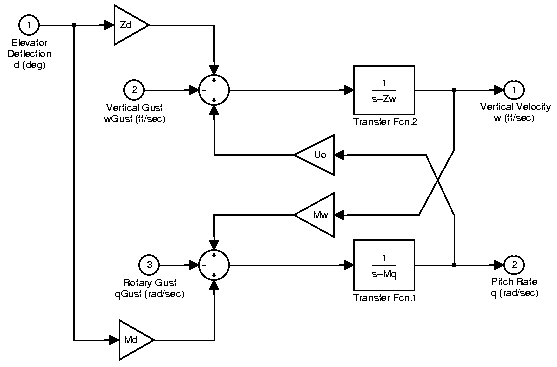 1
Elevator
Deflection
d (deg)
Zd
2
Vertical Gust
wGust (ft/sec)
1
s-Zw
Transfer Fcn.2
1
Vertical Velocity
w (ft/sec)
Uo
Mw
3
Rotary Gust
qGust (rad/sec)
1
s-Mq
Transfer Fcn.1
2
Pitch Rate
q (rad/sec)
Md